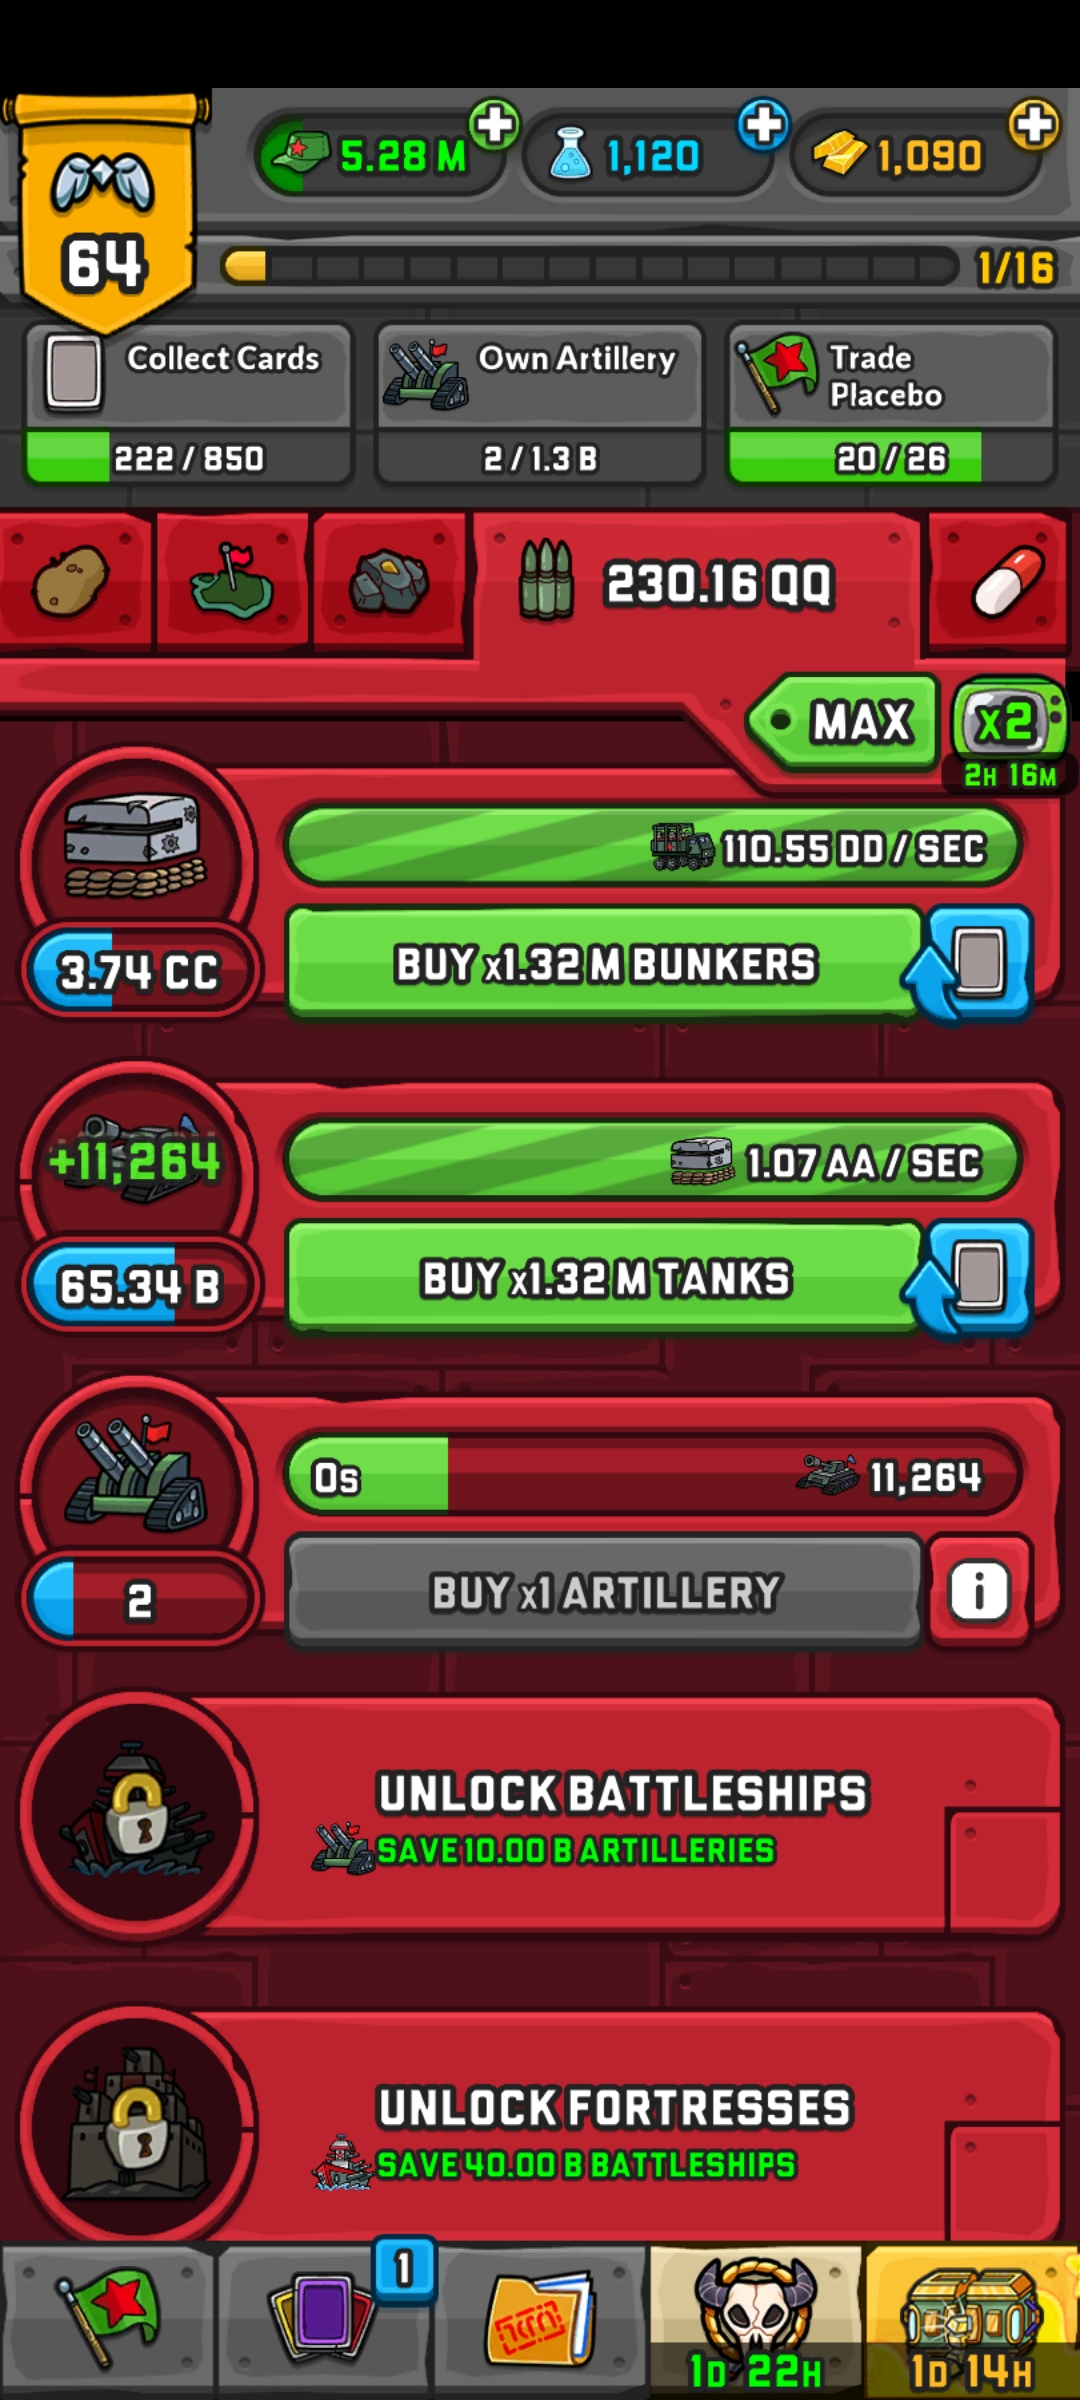 64
5.28 M
1,120
1,090
1/16
Collect Cards
222 / 850
Own Artillery
2 / 1.3 B
Trade
Placebo
20 / 26
230.16 QQ
MAX
x2
2H 16M
110.55 DD / SEC
3.74 CC
BUY x1.32 M BUNKERS
+11,264
1.07 AA / SEC
65.34 B
BUY x1.32 M TANKS
0s
11,264
2
BUY x1 ARTILLERY
i
UNLOCK BATTLESHIPS
SAVE 10.00 B ARTILLERIES
UNLOCK FORTRESSES
SAVE 40.00 B BATTLESHIPS
1
1D 22H
1D 14H